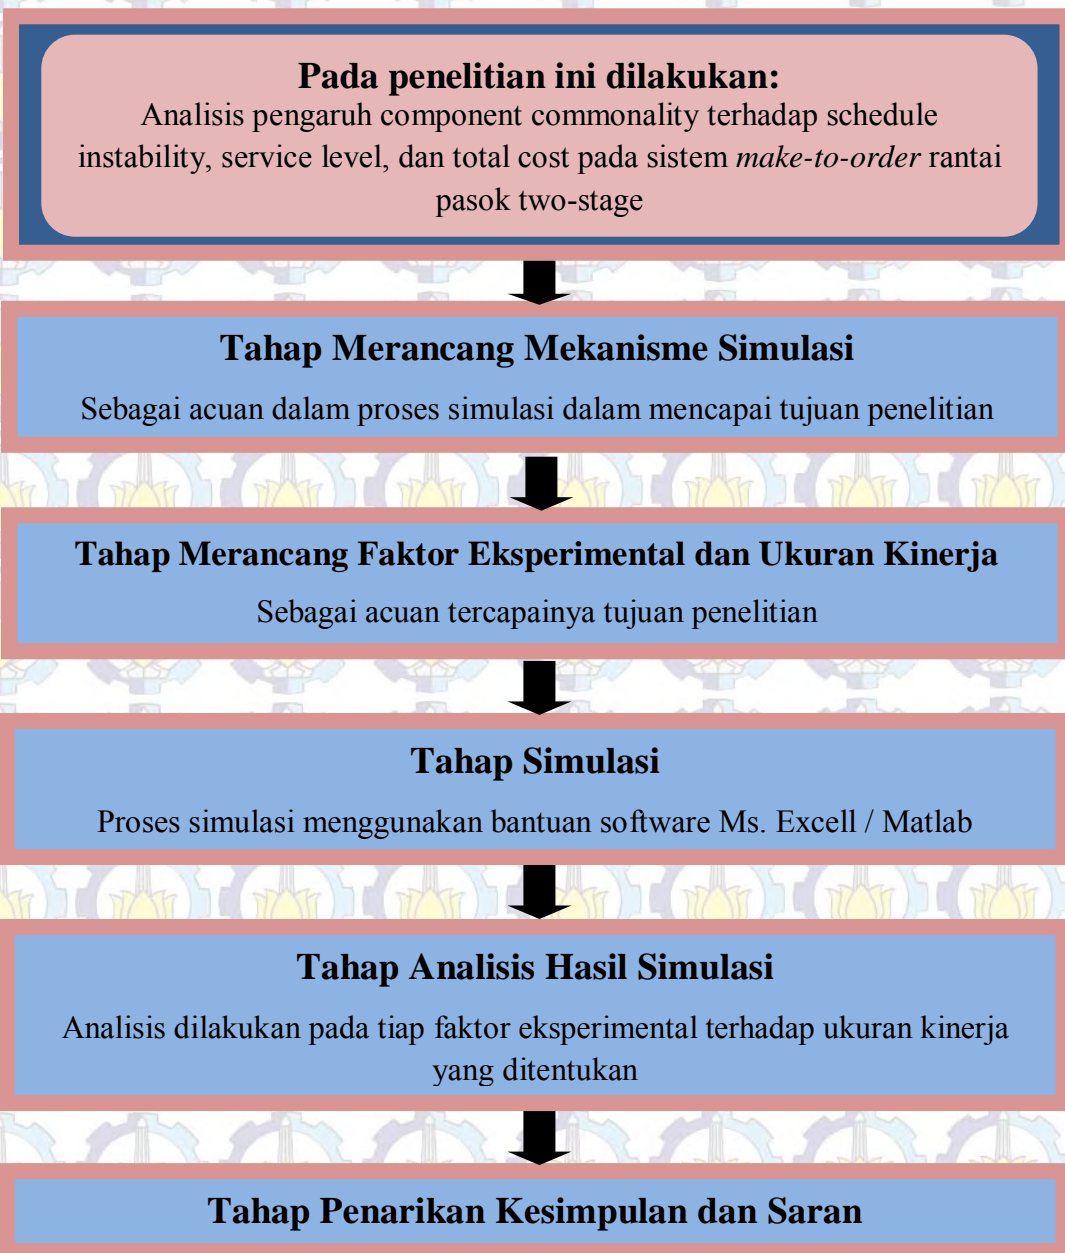 Pada penelitian ini dilakukan:
Analisis pengaruh component commonality terhadap schedule
instability, service level, dan total cost pada sistem make-to-order rantai
pasok two-stage
Tahap Merancang Mekanisme Simulasi
Sebagai acuan dalam proses simulasi dalam mencapai tujuan penelitian
Tahap Merancang Faktor Eksperimental dan Ukuran Kinerja
Sebagai acuan tercapainya tujuan penelitian
Tahap Simulasi
Proses simulasi menggunakan bantuan software Ms. Excell / Matlab
Tahap Analisis Hasil Simulasi
Analisis dilakukan pada tiap faktor eksperimental terhadap ukuran kinerja
yang ditentukan
Tahap Penarikan Kesimpulan dan Saran